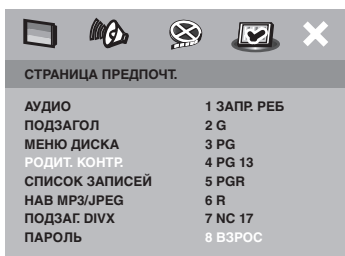 СТРАНИЦА ПРЕДПОЧТ.
АУДИО 1 ЗАПР. РЕБ
ПОДЗАГОЛ 2 G
МЕНЮ ДИСКА 3 PG
РОДИТ. КОНТР. 4 PG 13
СПИСОК ЗАПИСЕЙ 5 PGR
НАВ MP3/JPEG 6 R
ПОДЗАГ. DIVX 7 NC 17
ПАРОЛЬ 8 ВЗРОС